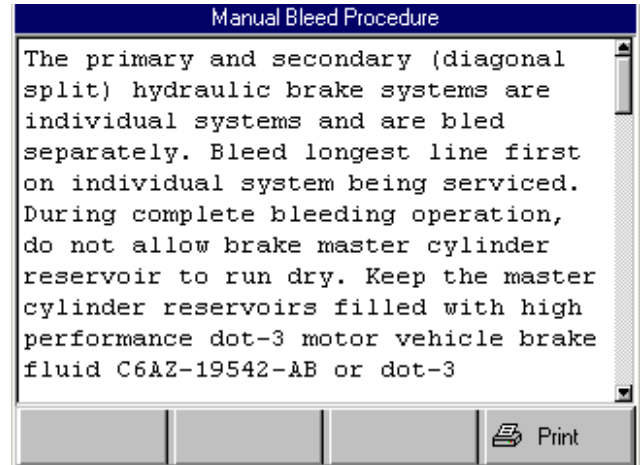 Manual Bleed Procedure
The primary and secondary (diagonal
split) hydraulic brake systems are
individual systems and are bled
separately. Bleed longest line first
on individual system being serviced.
During complete bleeding operation,
do not allow brake master cylinder
reservoir to run dry. Keep the master
cylinder reservoirs filled with high
performance dot-3 motor vehicle brake
fluid C6AZ-19542-AB or dot-3
Print